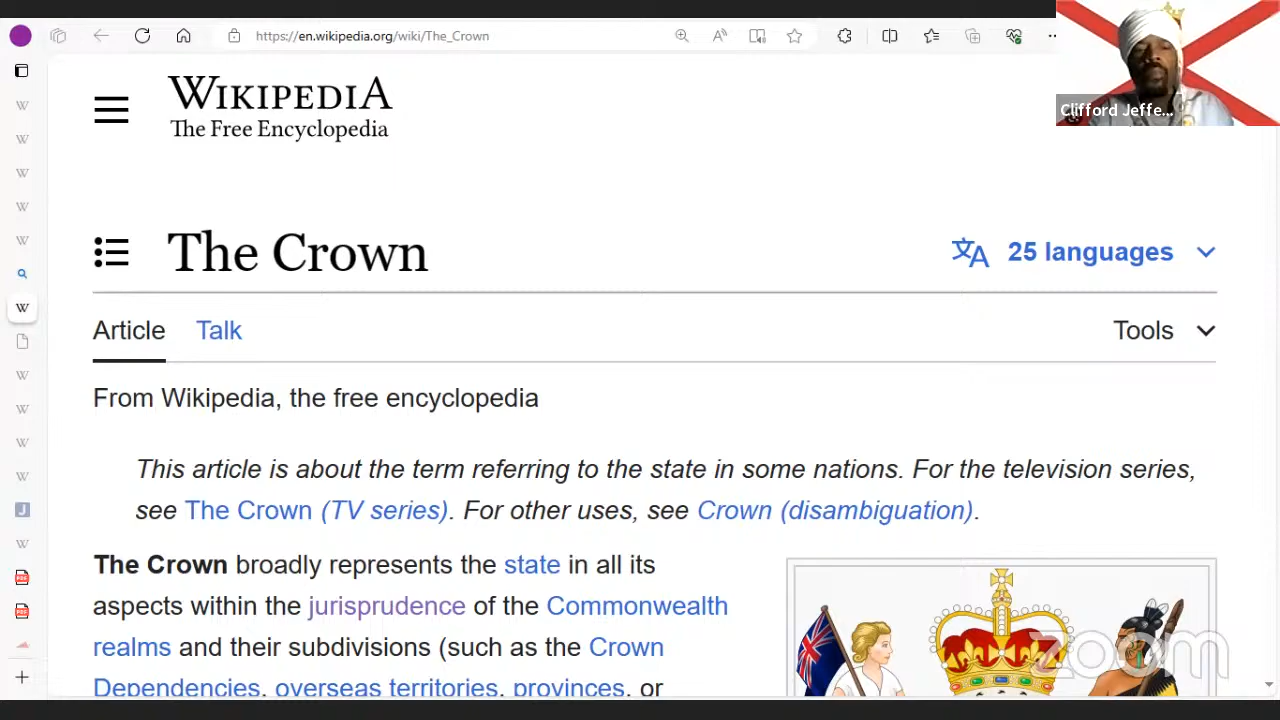 https://en.wikipedia.org/wiki/The_Crown
Clifford Jeffe...
WIKIPEDIA
The Free Encyclopedia
The Crown
25 languages
Article Talk
Tools
From Wikipedia, the free encyclopedia
This article is about the term referring to the state in some nations. For the television series,
see The Crown (TV series). For other uses, see Crown (disambiguation).
The Crown broadly represents the state in all its
aspects within the jurisprudence of the Commonwealth
realms and their subdivisions (such as the Crown
Dependencies, overseas territories, provinces, or
zoom